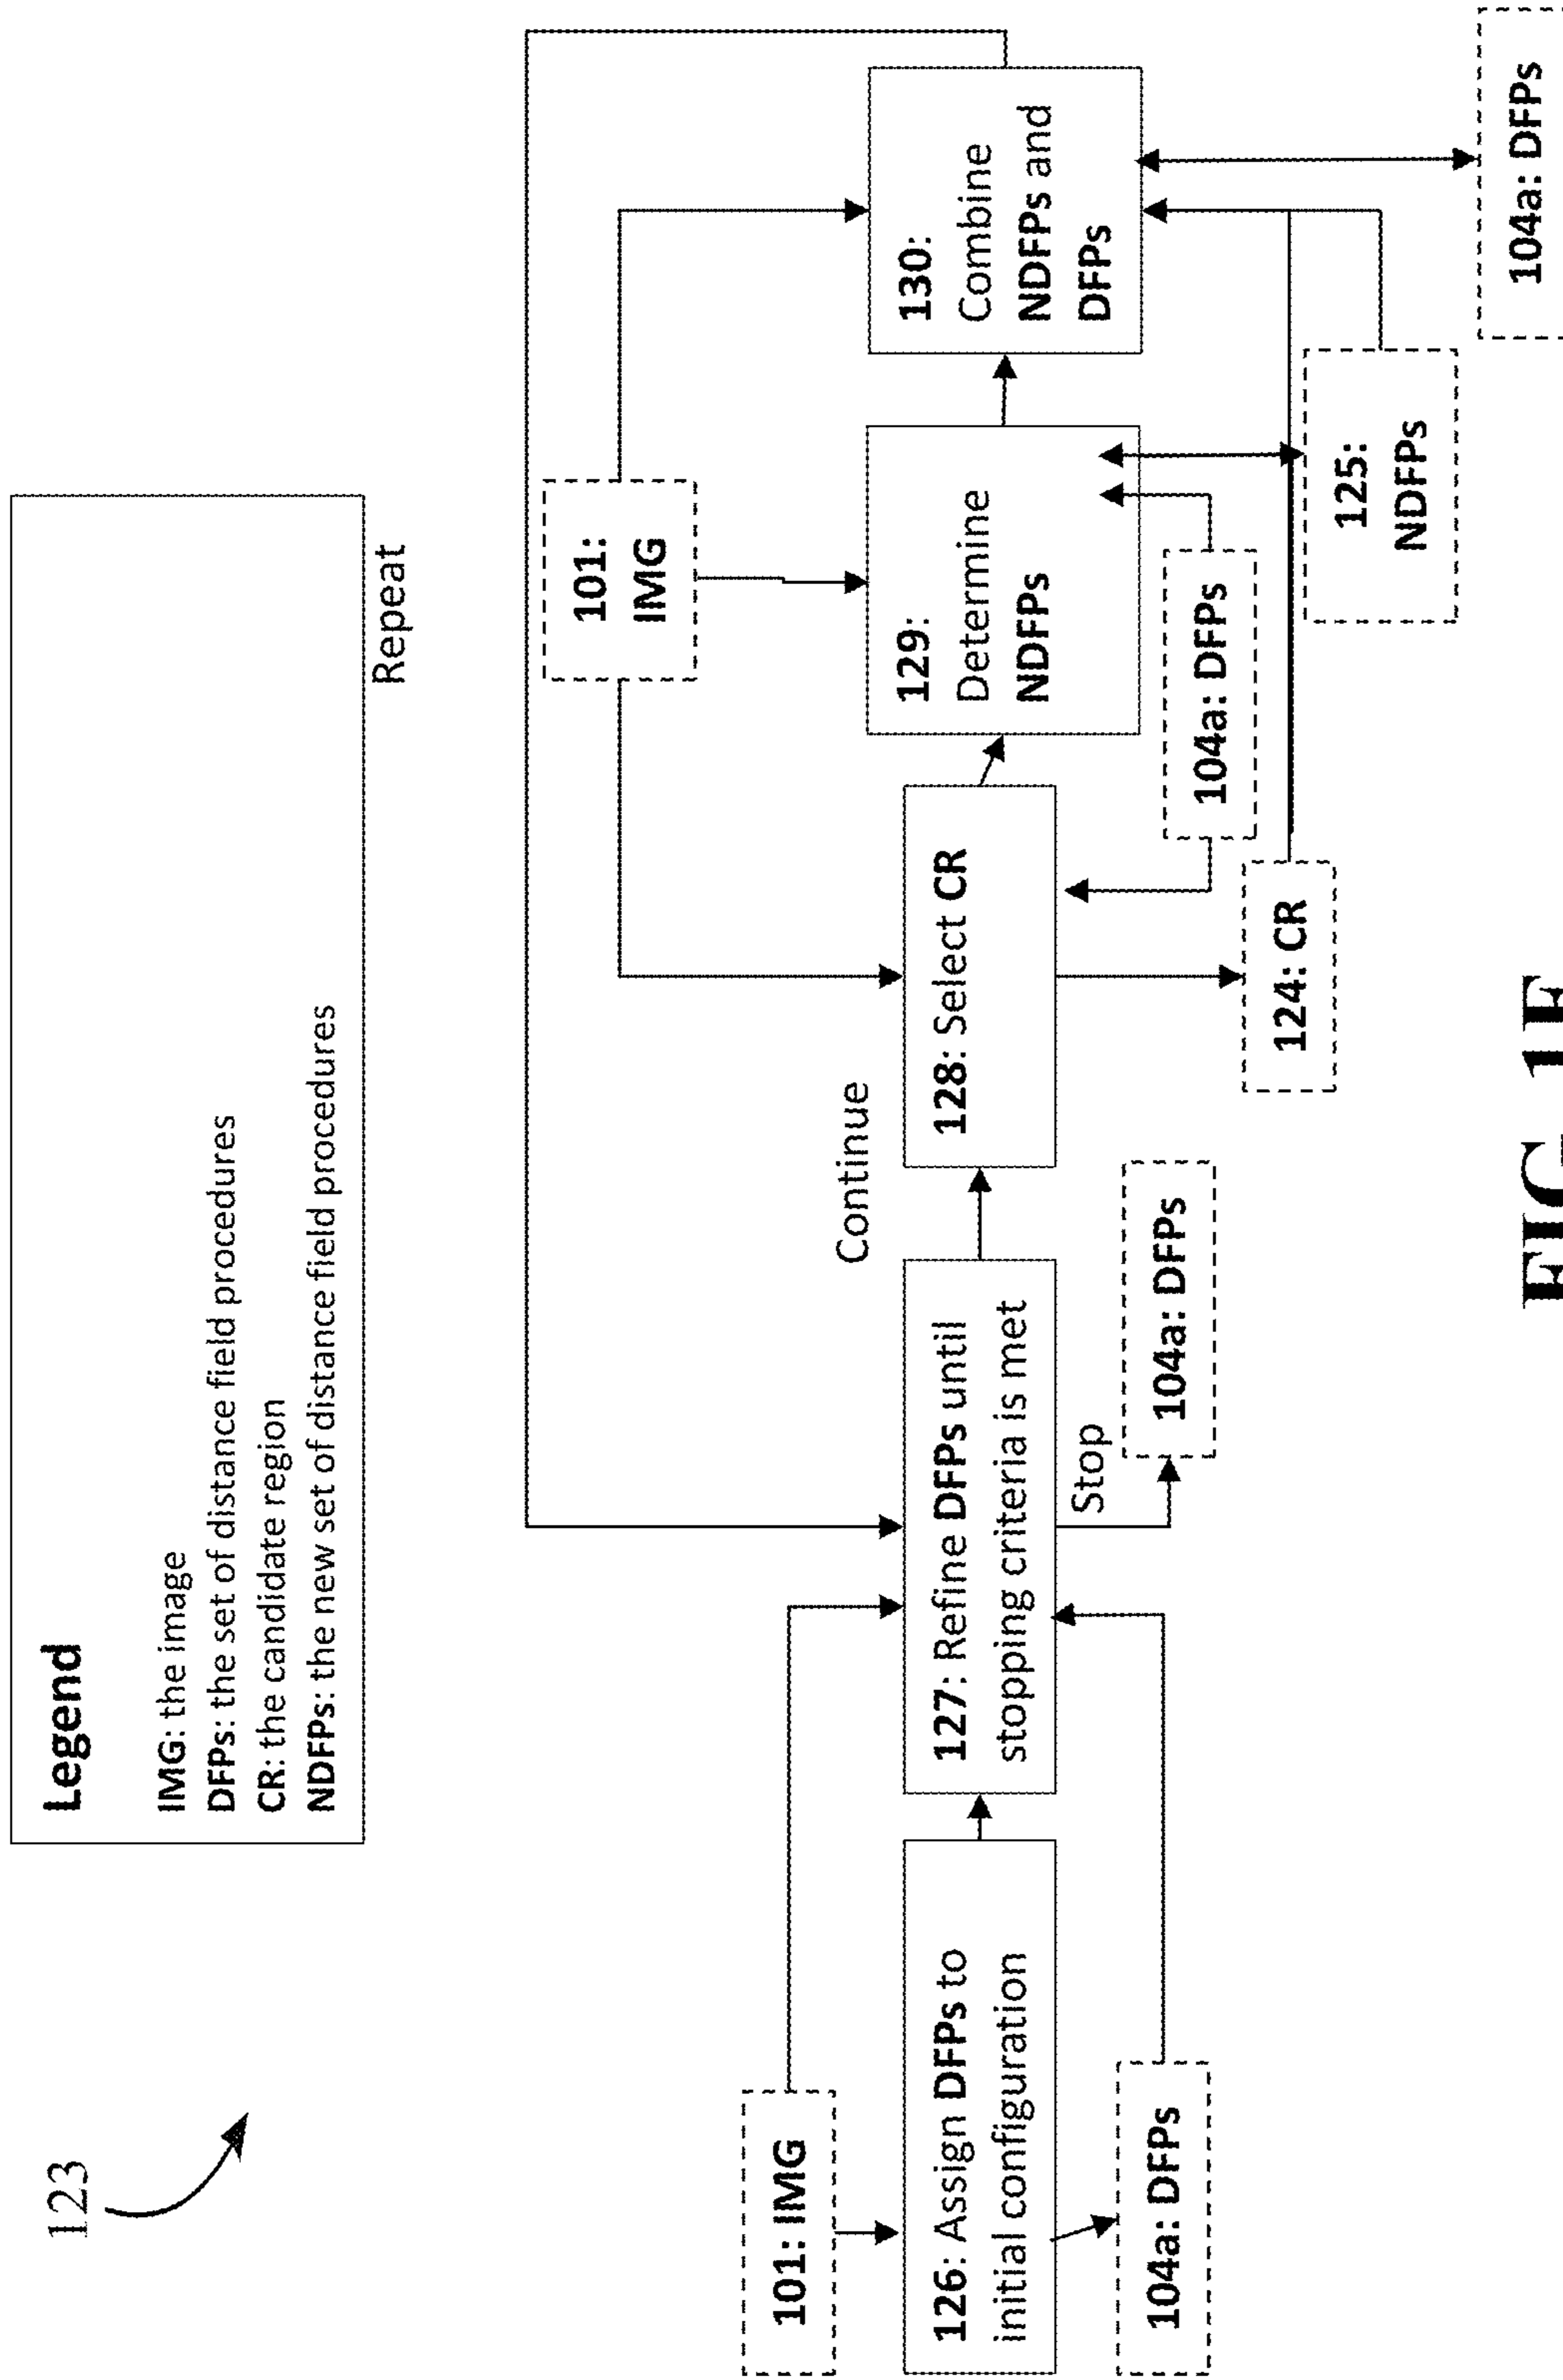 123
Legend
IMG: the image
DFPs: the set of distance field procedures
CR: the candidate region
NDFPs: the new set of distance field procedures
Repeat
101: IMG
126: Assign DFPs to
initial configuration
104a: DFPs
127: Refine DFPs until
stopping criteria is met
Stop
104a: DFPs
Continue
128: Select CR
124: CR
101:
IMG
129:
Determine
NDFPs
104a: DFPs
125:
NDFPs
130:
Combine
NDFPs and
DFPs
104a: DFPs